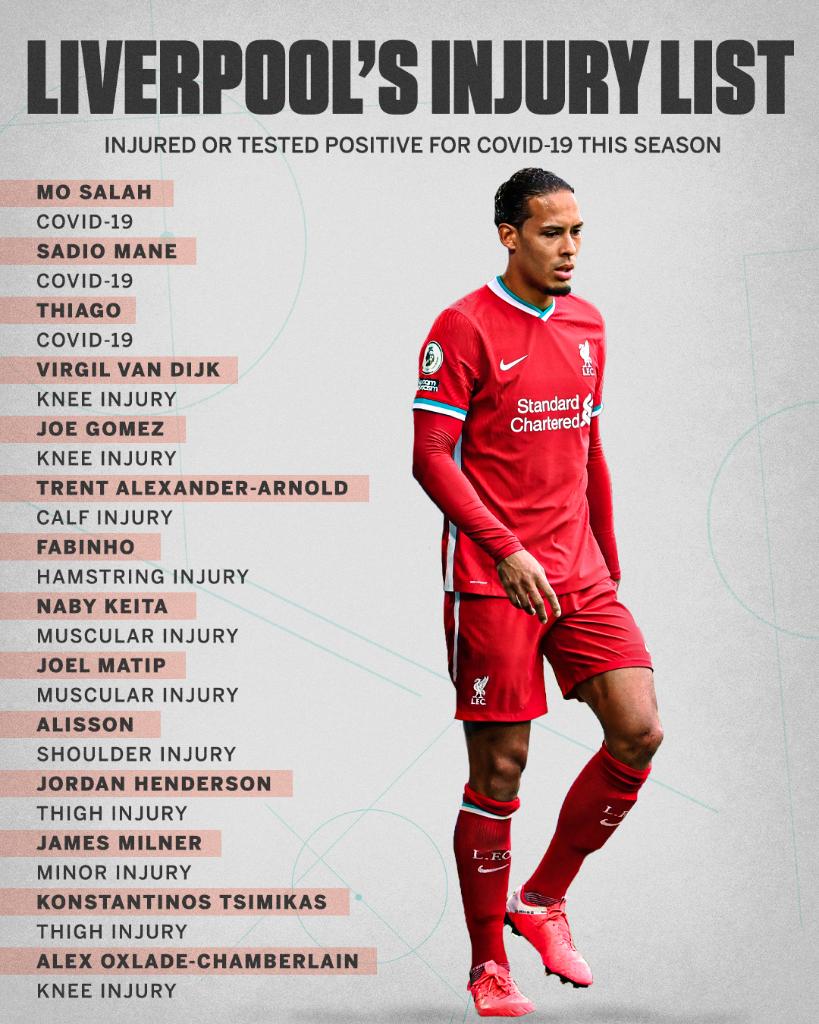 LIVERPOOL'S INJURY LIST
INJURED OR TESTED POSITIVE FOR COVID-19 THIS SEASON
MO SALAH
COVID-19
SADIO MANE
COVID-19
THIAGO
COVID-19
VIRGIL VAN DIJK
KNEE INJURY
JOE GOMEZ
KNEE INJURY
TRENT ALEXANDER-ARNOLD
CALF INJURY
FABINHO
HAMSTRING INJURY
NABY KEITA
MUSCULAR INJURY
JOEL MATIP
MUSCULAR INJURY
ALISSON
SHOULDER INJURY
JORDAN HENDERSON
THIGH INJURY
JAMES MILNER
MINOR INJURY
KONSTANTINOS TSIMIKAS
THIGH INJURY
ALEX OXLADE-CHAMBERLAIN
KNEE INJURY
L.F.C.
Standard
Chartered
L.F.C.
L.F.C